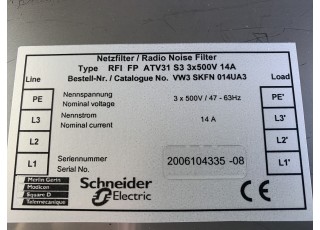 Netzfilter / Radio Noise Filter
Type RFI FP ATV31 S3 3x500V 14A
Bestell-Nr. / Catalogue No. VW3 SKFN 014UA3
Line
Load
PE
Nennspannung
Nominal voltage
3 x 500V / 47 - 63Hz
PE'
L3
Nennstrom
Nominal current
14 A
L3'
L2
L2'
L1
Seriennummer
Serial No.
2006104335 -08
L1'
Merlin Gerin
Modicon
Square D
Telemecanique
Schneider
Electric
CE